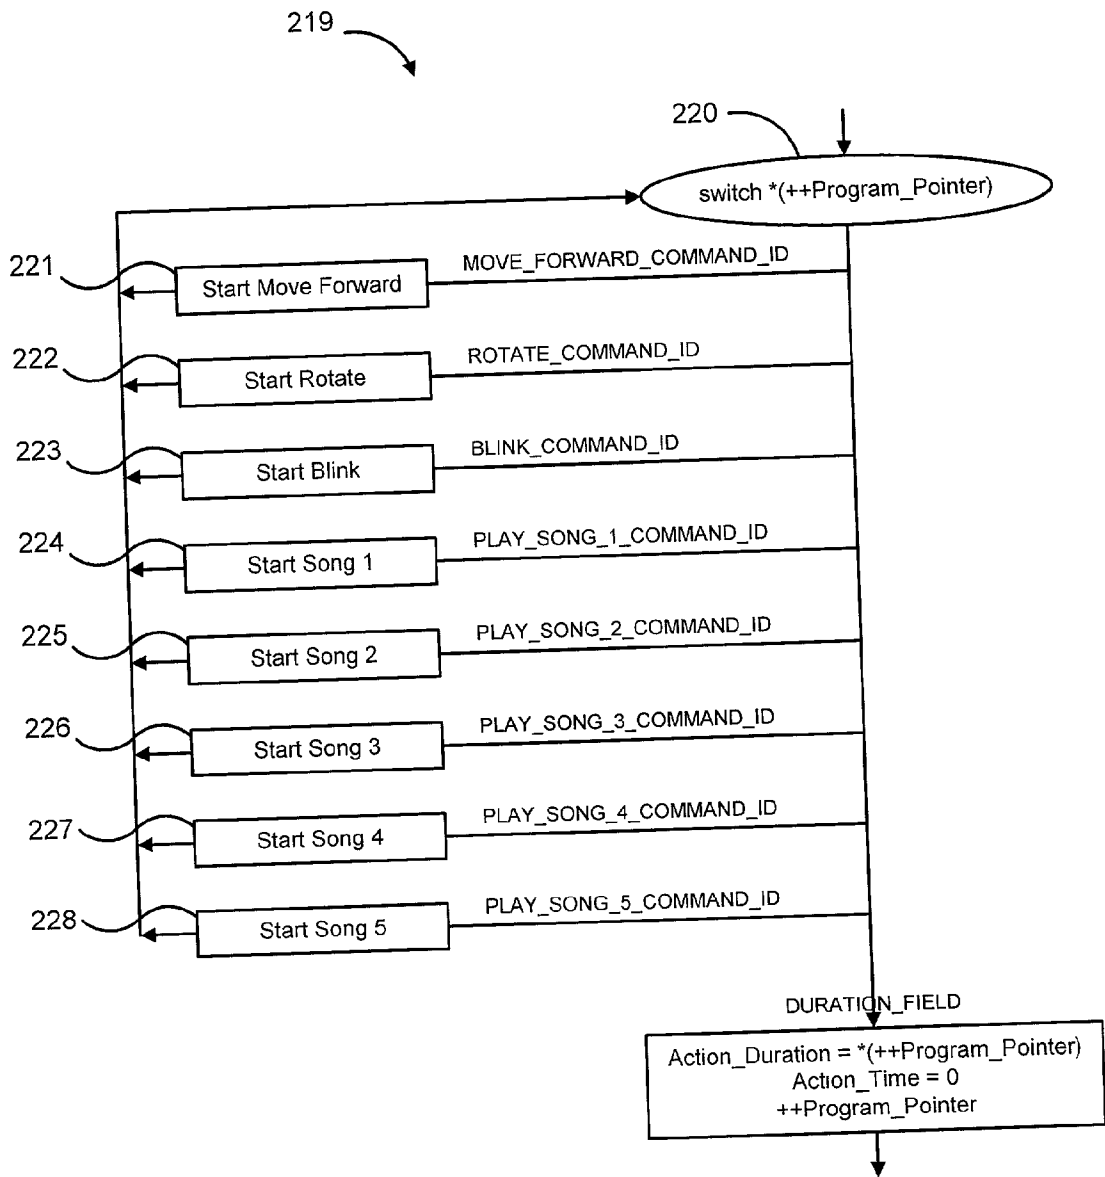 219
220
switch *(++Program_Pointer)
221
Start Move Forward
MOVE_FORWARD_COMMAND_ID
222
Start Rotate
ROTATE_COMMAND_ID
223
Start Blink
BLINK_COMMAND_ID
224
Start Song 1
PLAY_SONG_1_COMMAND_ID
225
Start Song 2
PLAY_SONG_2_COMMAND_ID
226
Start Song 3
PLAY_SONG_3_COMMAND_ID
227
Start Song 4
PLAY_SONG_4_COMMAND_ID
228
Start Song 5
PLAY_SONG_5_COMMAND_ID
DURATION_FIELD
Action_Duration = *(++Program_Pointer)
Action_Time = 0
++Program_Pointer